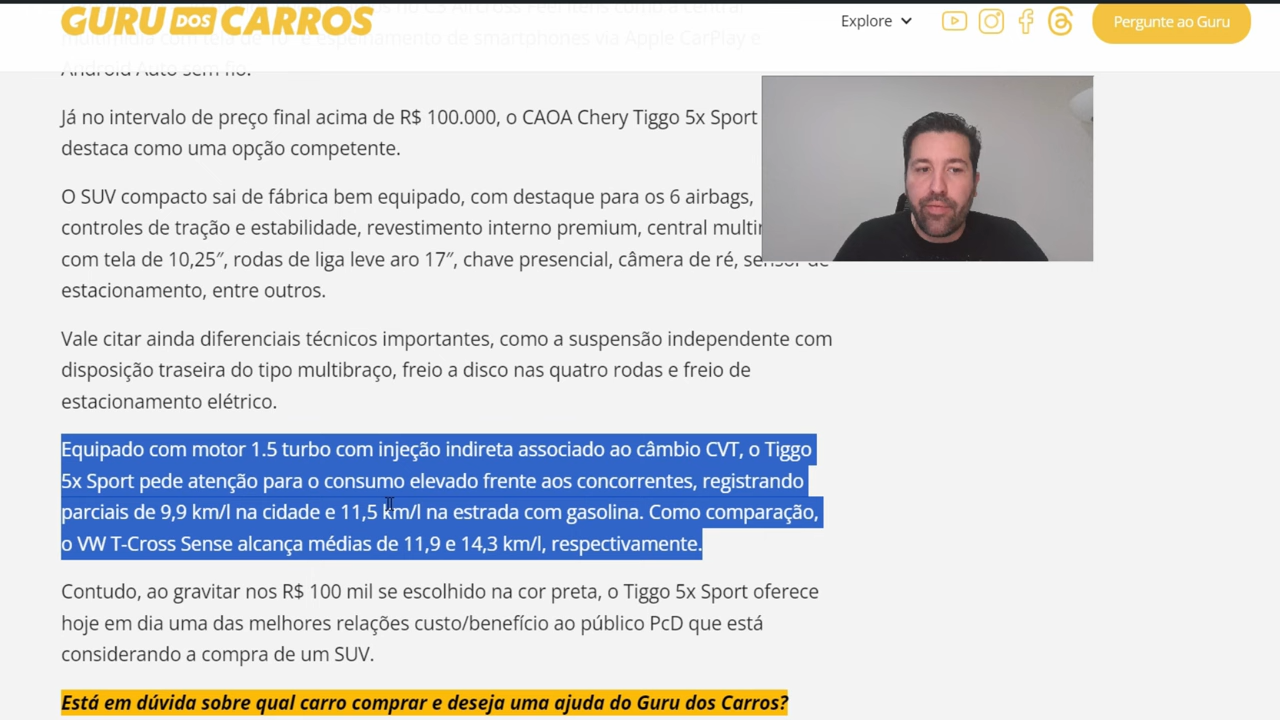 GURU DOS CARROS
Explore
Pergunte ao Guru
Android Auto sem fio.
Já no intervalo de preço final acima de R$ 100.000, o CAOA Chery Tiggo 5x Sport
destaca como uma opção competente.
O SUV compacto sai de fábrica bem equipado, com destaque para os 6 airbags,
controles de tração e estabilidade, revestimento interno premium, central
com tela de 10,25″, rodas de liga leve aro 17″, chave presencial, câmera de ré, sensor de
estacionamento, entre outros.
Vale citar ainda diferenciais técnicos importantes, como a suspensão independente com
disposição traseira do tipo multibraço, freio a disco nas quatro rodas e freio de
estacionamento elétrico.
Equipado com motor 1.5 turbo com injeção indireta associado ao câmbio CVT, o Tiggo
5x Sport pede atenção para o consumo elevado frente aos concorrentes, registrando
parciais de 9,9 km/l na cidade e 11,5 km/l na estrada com gasolina. Como comparação,
o VW T-Cross Sense alcança médias de 11,9 e 14,3 km/l, respectivamente.
Contudo, ao gravitar nos R$ 100 mil se escolhido na cor preta, o Tiggo 5x Sport oferece
hoje em dia uma das melhores relações custo/benefício ao público PcD que está
considerando a compra de um SUV.
Está em dúvida sobre qual carro comprar e deseja uma ajuda do Guru dos Carros?